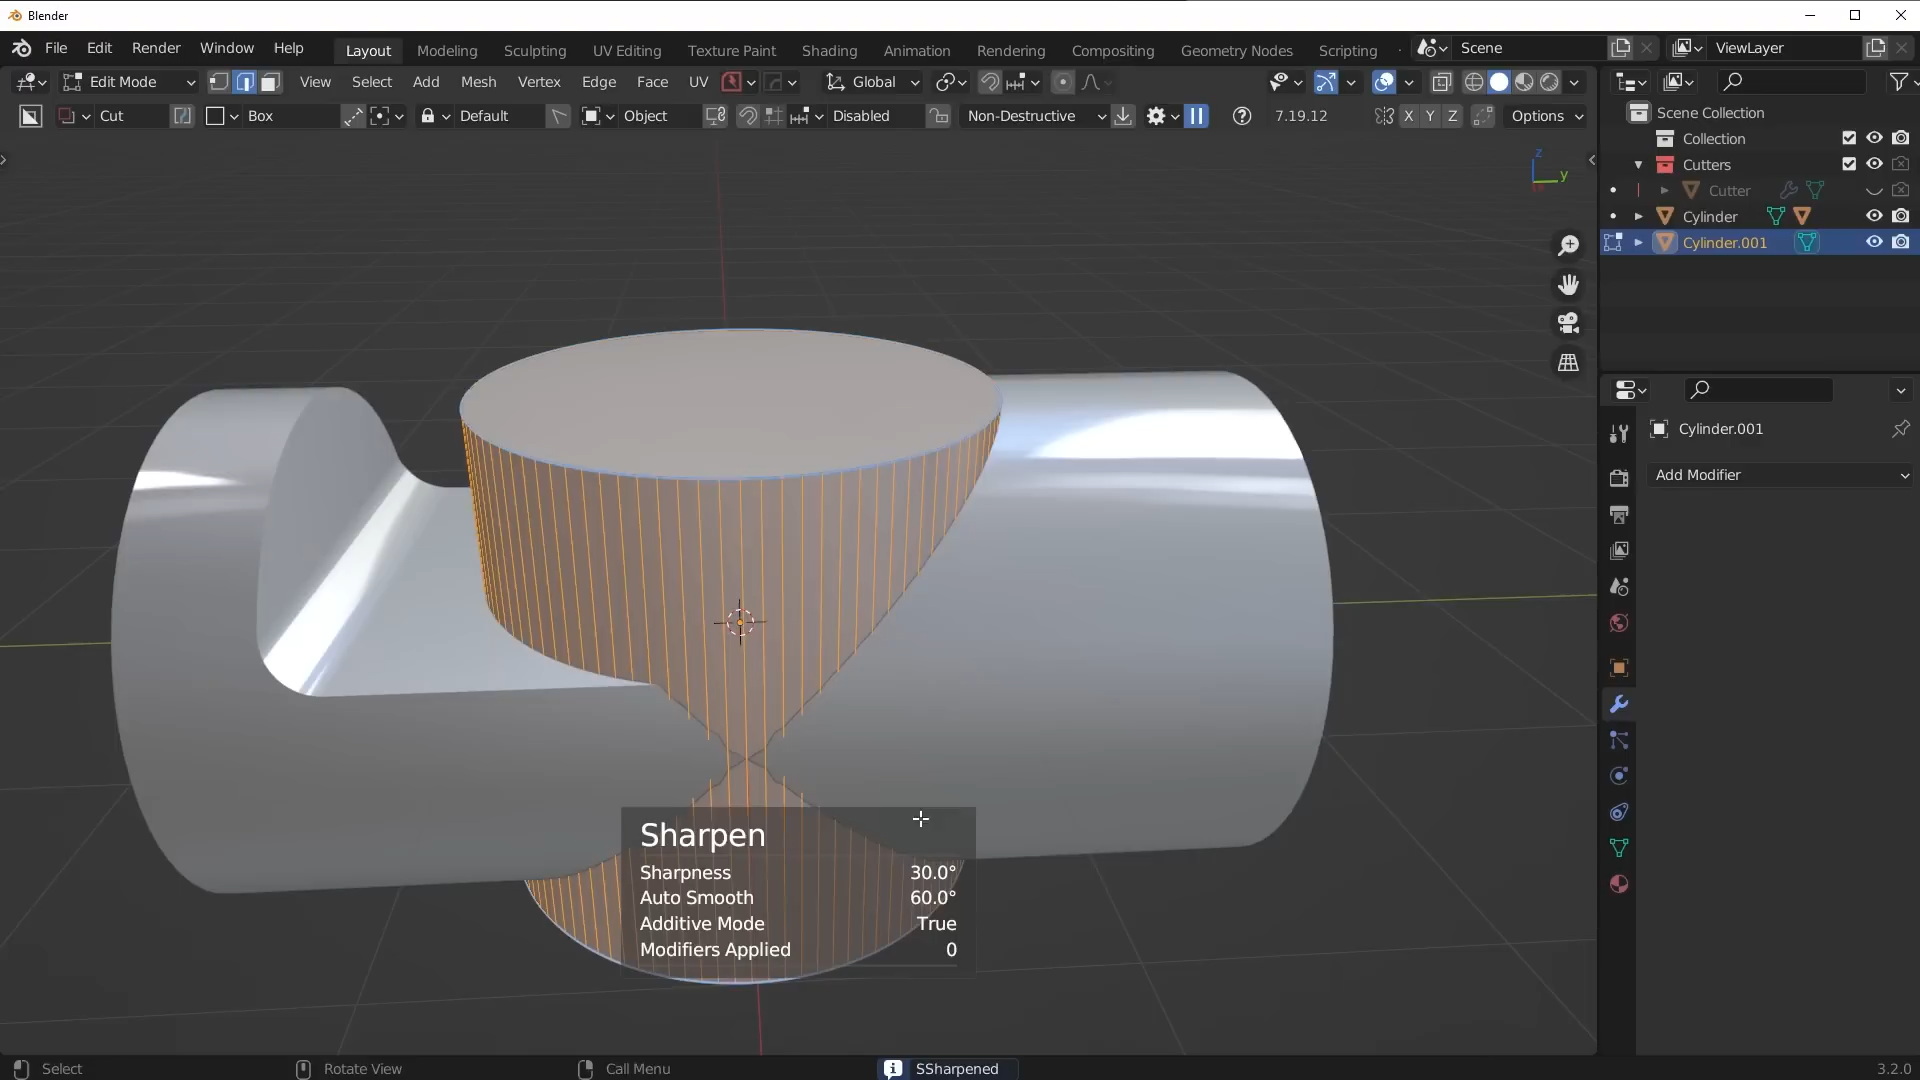 Blender
File Edit Render Window Help Layout Modeling Sculpting UV Editing Texture Paint Shading Animation Rendering Compositing Geometry Nodes Scripting Scene ViewLayer
Edit Mode View Select Add Mesh Vertex Edge Face UV Global
Cut Box Default Object Disabled Non-Destructive 7.19.12 X Y Z Options
Scene Collection
Collection
Cutters
Cutter
Cylinder
Cylinder.001
z
y
Cylinder.001
Add Modifier
Sharpen
Sharpness 30.0°
Auto Smooth 60.0°
Additive Mode True
Modifiers Applied 0
Select Rotate View Call Menu SSharpened 3.2.0